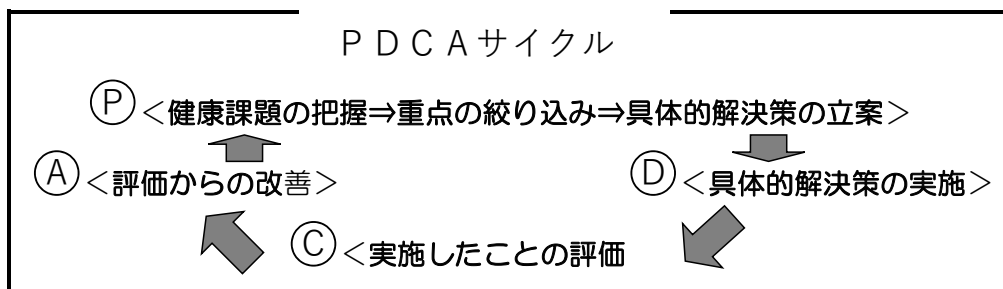 ＰＤＣＡサイクル
Ⓟ＜健康課題の把握⇒重点の絞り込み⇒具体的解決策の立案＞
Ⓐ＜評価からの改善＞ Ⓓ＜具体的解決策の実施＞
Ⓒ＜実施したことの評価